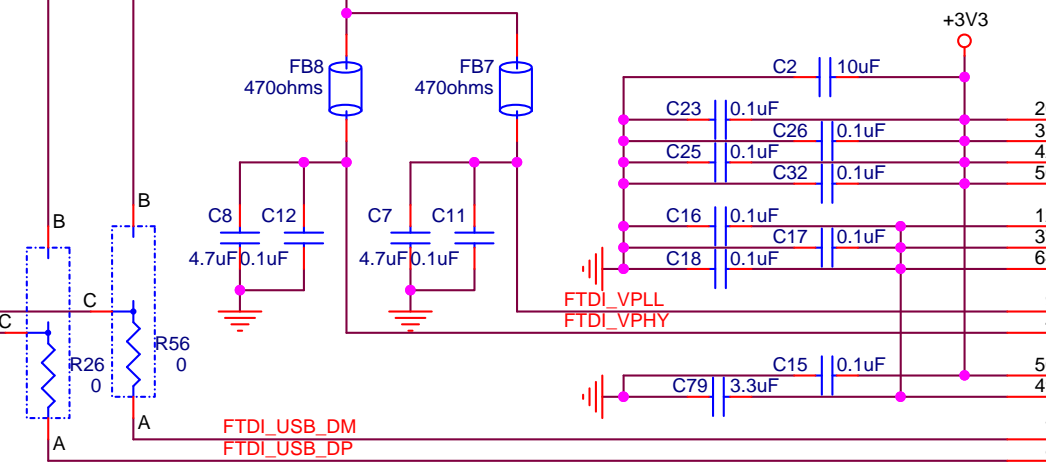 +3V3
FB8
470ohms
FB7
470ohms
C2 10uF
C23 0.1uF
2
C26 0.1uF
3
C25 0.1uF
4
C32 0.1uF
5
B
B
C8 C12
C7 C11
C16 0.1uF
1
C17 0.1uF
3
4.7uF 0.1uF
4.7uF 0.1uF
C18 0.1uF
6
C
FTDI_VPLL
C
FTDI_VPHY
R56
0
R26
0
C15 0.1uF
5
C79 3.3uF
4
A
FTDI_USB_DM
A
FTDI_USB_DP